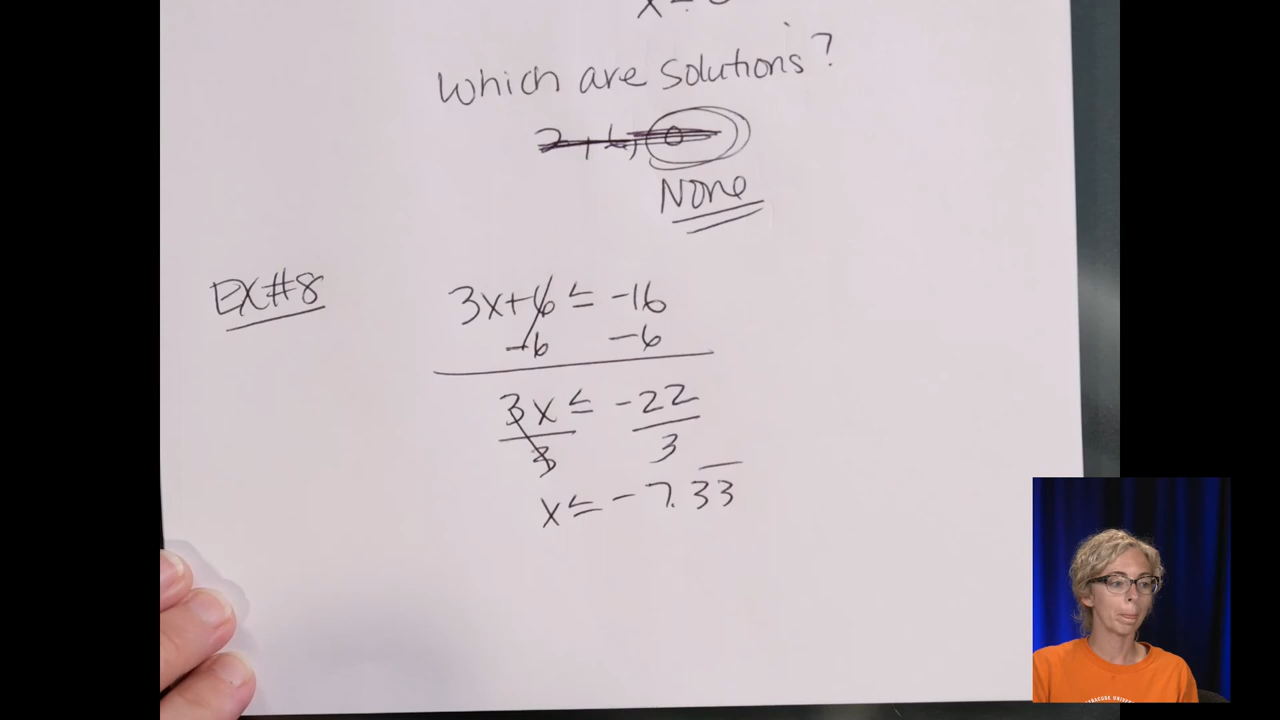 Which are solutions?
None
EX#8
3x+6 ≤ -16
-6 -6
3x ≤ -22
3 3
x ≤ -7.33